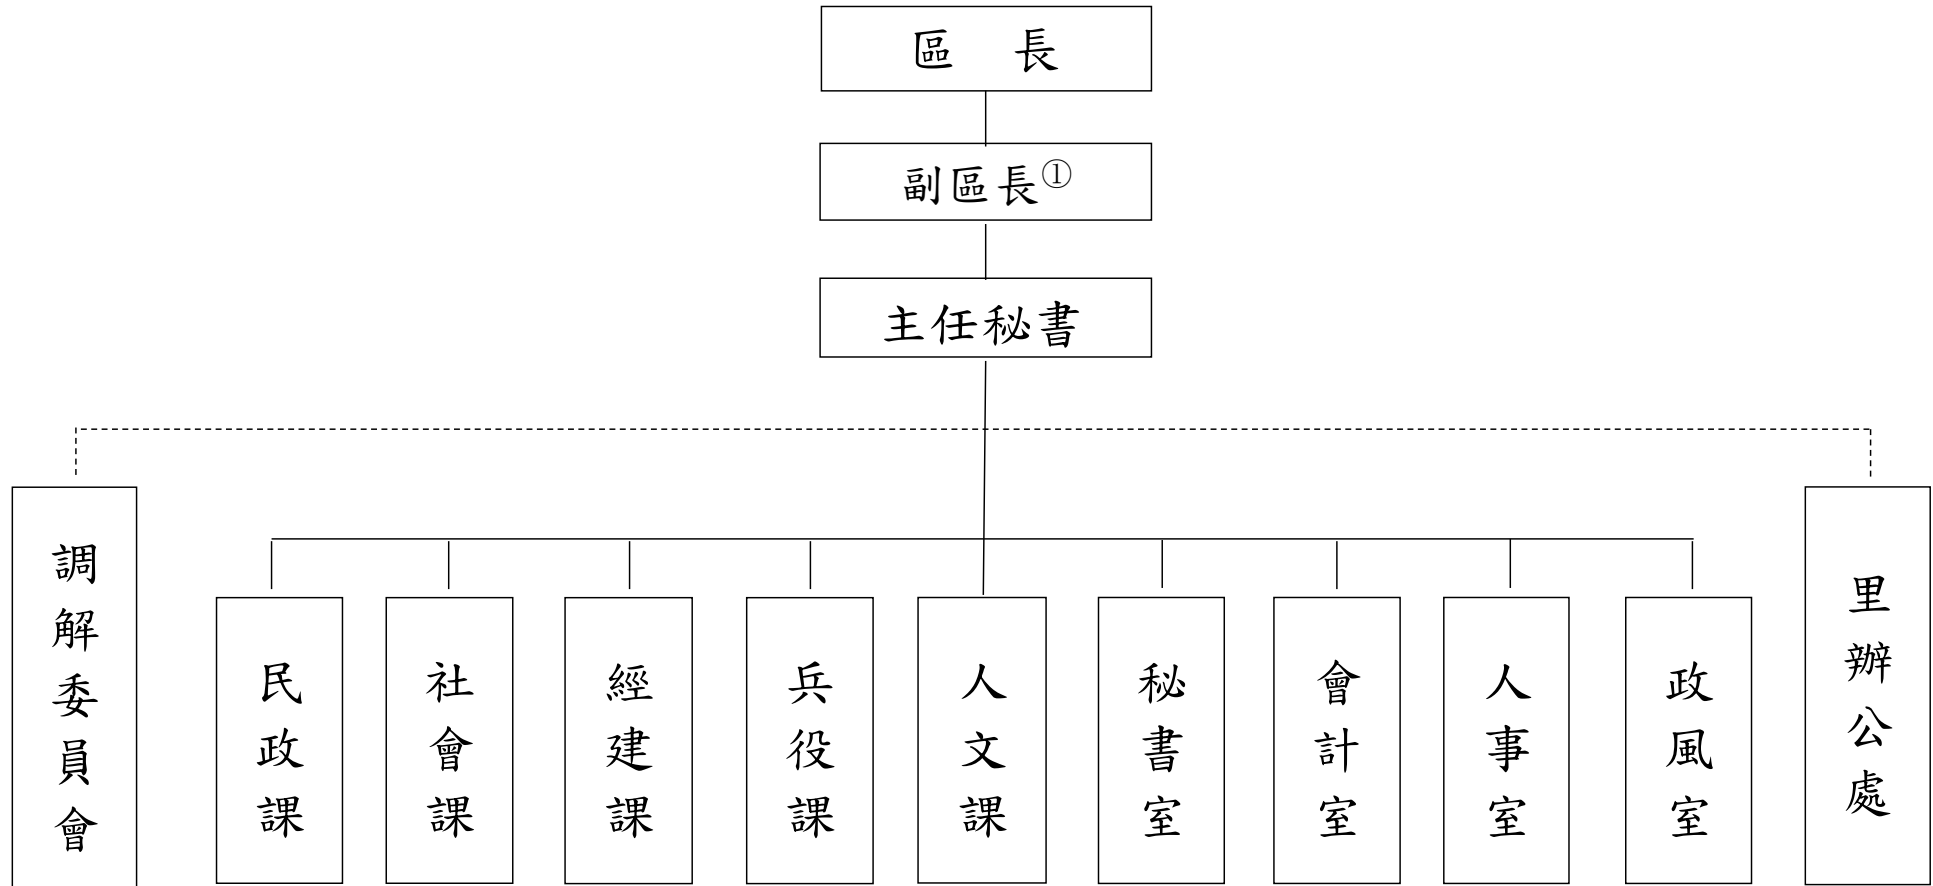 區 長
副區長①
主任秘書
調解委員會
民政課
社會課
經建課
兵役課
人文課
秘書室
會計室
人事室
政風室
里辦公處